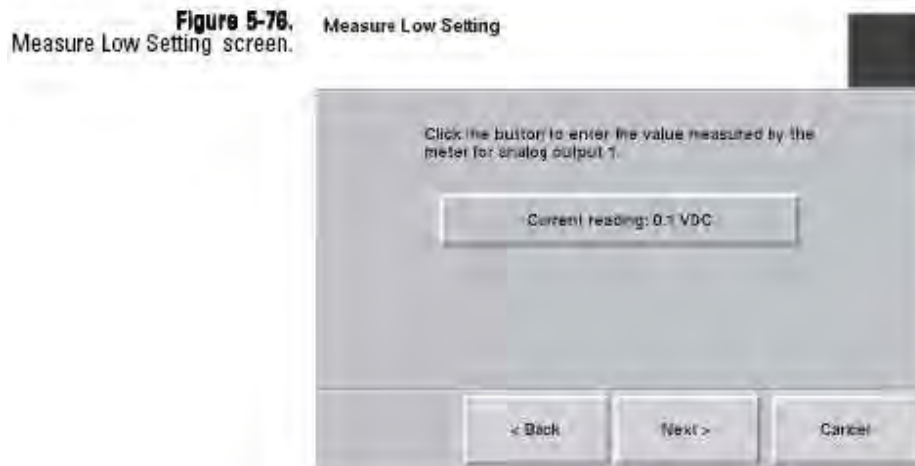 Figure 5-76.
Measure Low Setting screen.
Measure Low Setting
Click the button to enter the value measured by the
meter for analog output 1.
Current reading: 0.1 VDC
< Back
Next >
Cancel